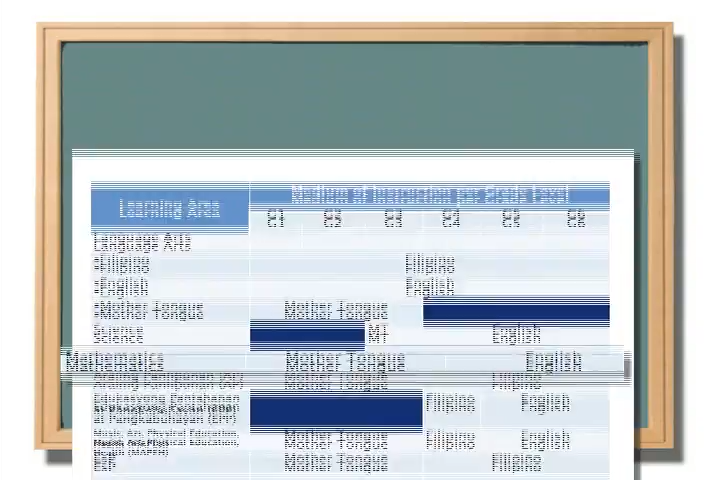 Medium of Instruction per Grade Level
Learning Area
G1 G2 G3 G4 G5 G6
Language Arts
•Filipino Filipino
•English English
•Mother Tongue Mother Tongue
Science MT English
Mathematics Mother Tongue English
Araling Panlipunan (AP) Mother Tongue Filipino
Edukasyong Pantahanan Filipino English
at Pangkabuhayan (EPP)
Music, Art, Physical Education, Mother Tongue Filipino English
Health (MAPEH)
EsP Mother Tongue Filipino